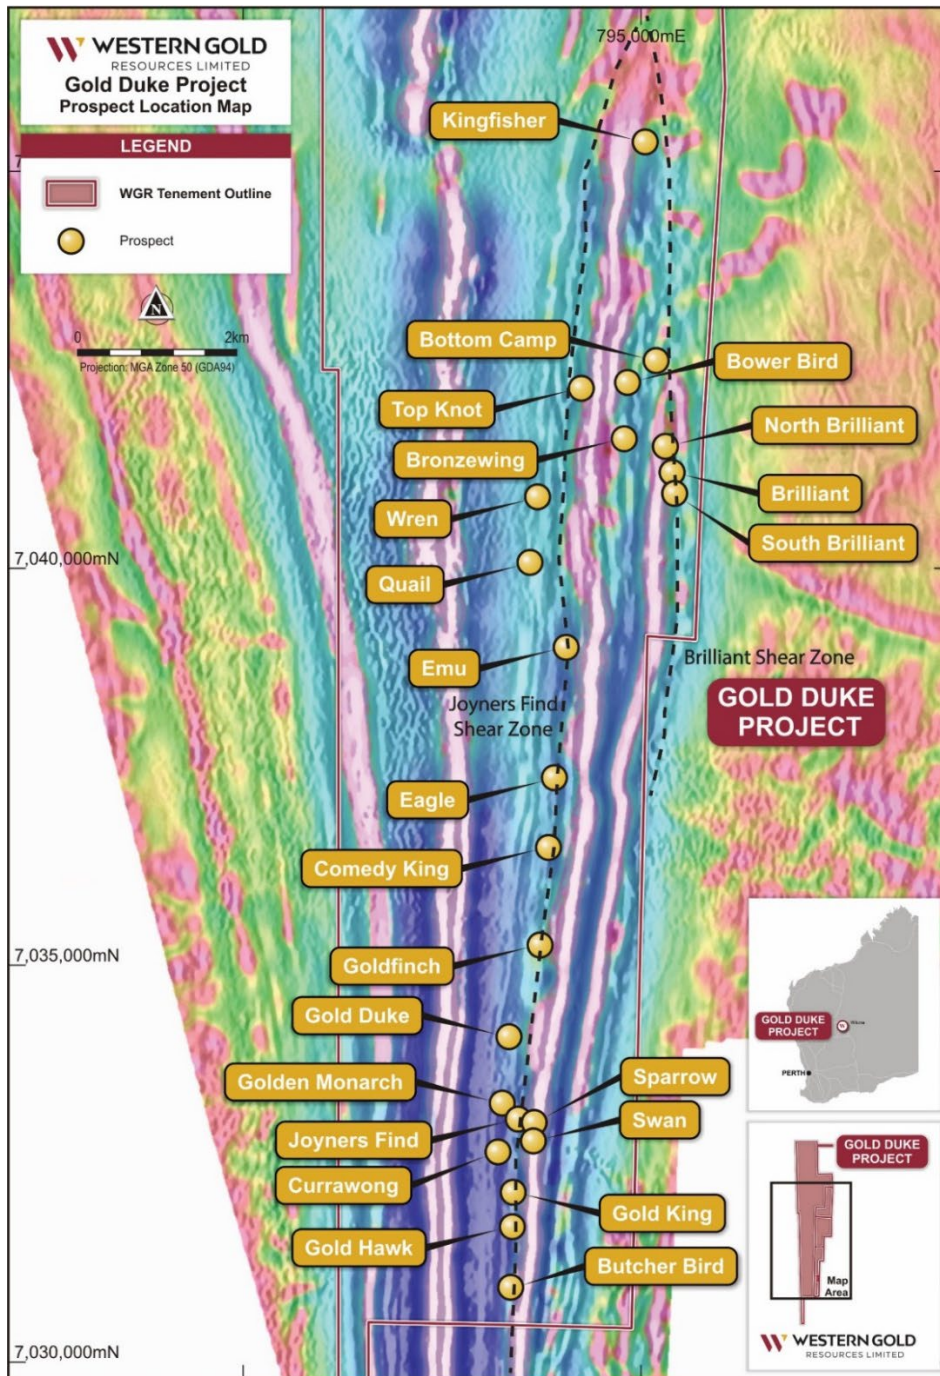 WESTERN GOLD
RESOURCES LIMITED
Gold Duke Project
Prospect Location Map
LEGEND
WGR Tenement Outline
Prospect
N
0
2km
Projection: MGA Zone 50 (GDA94)
795,000mE
Kingfisher
Bottom Camp
Bower Bird
Top Knot
North Brilliant
Bronzewing
Brilliant
Wren
South Brilliant
7,040,000mN
Quail
Emu
Brilliant Shear Zone
Joyners Find
Shear Zone
GOLD DUKE
PROJECT
Eagle
Comedy King
Goldfinch
7,035,000mN
Gold Duke
Golden Monarch
Sparrow
Joyners Find
Swan
Currawong
Gold King
Gold Hawk
Butcher Bird
7,030,000mN
GOLD DUKE
PROJECT
Wiluna
PERTH
GOLD DUKE
PROJECT
Map
Area
WESTERN GOLD
RESOURCES LIMITED